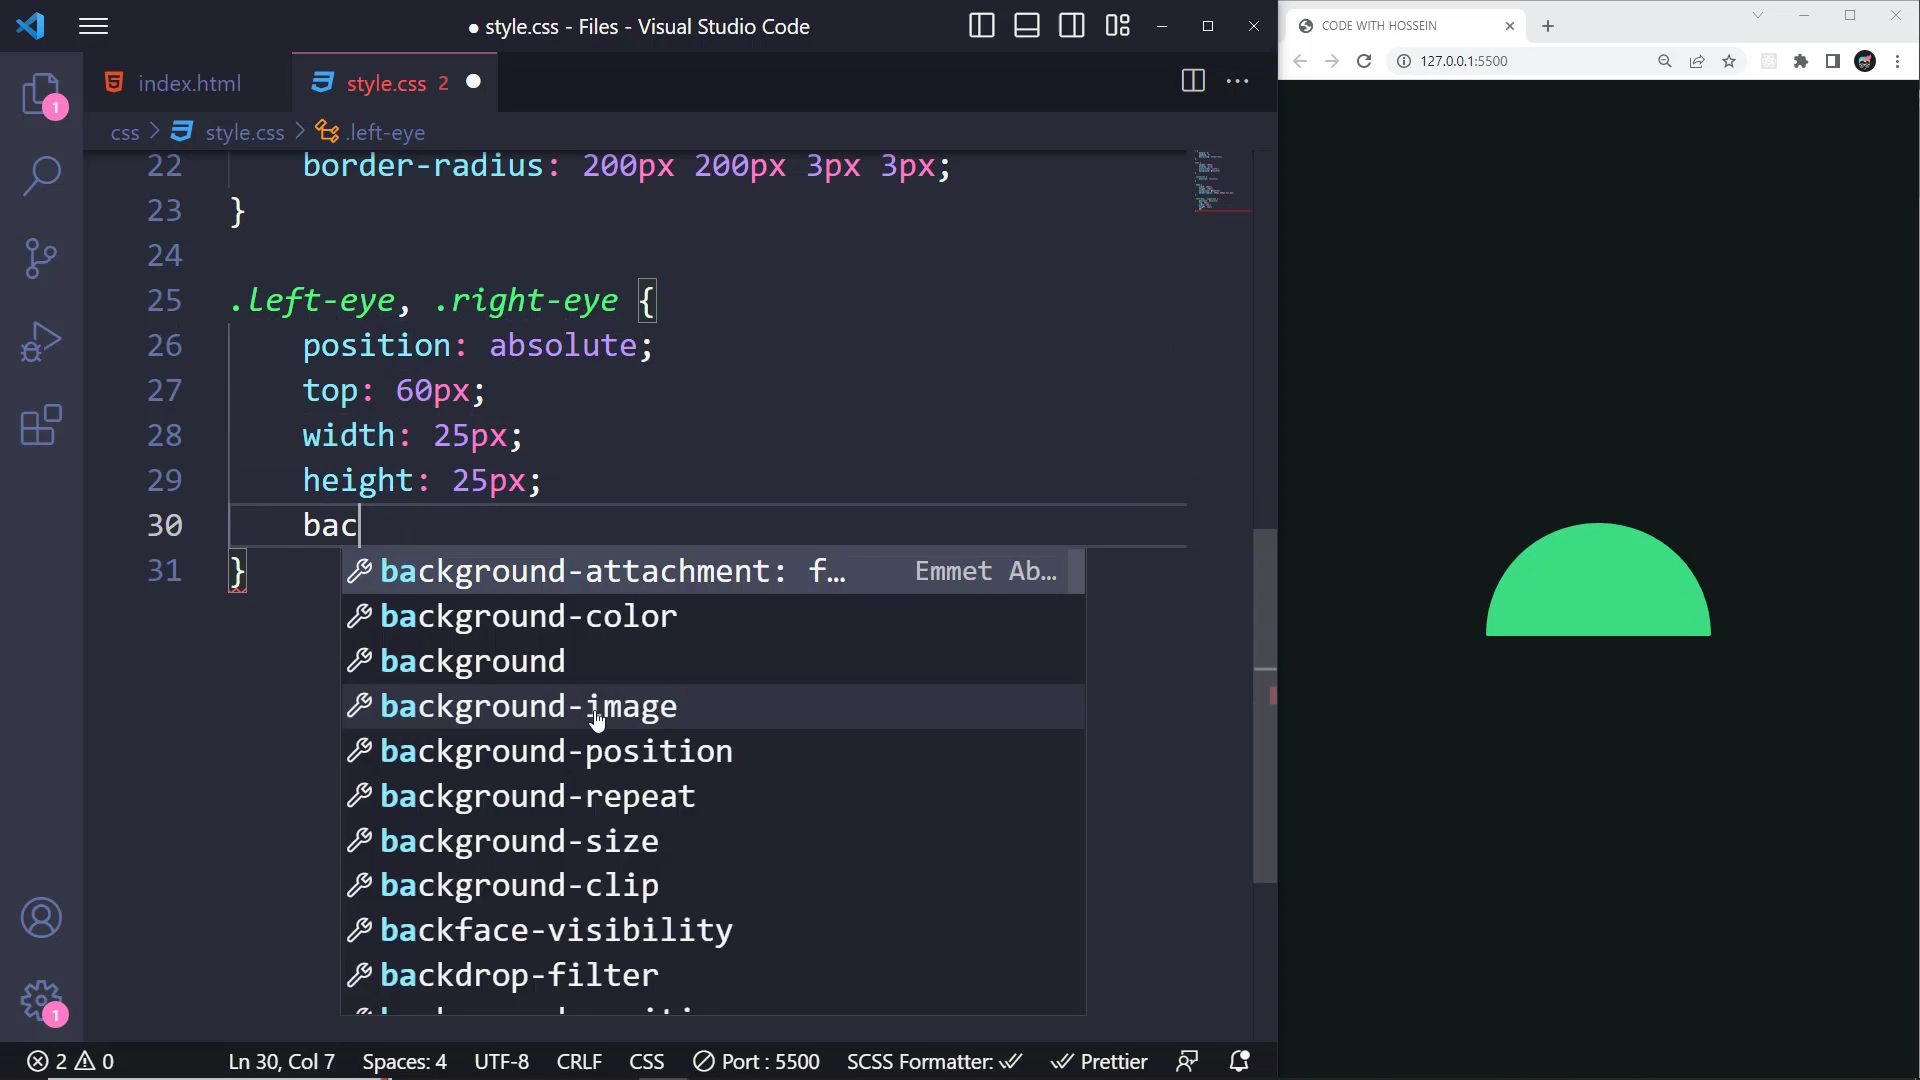 style.css - Files - Visual Studio Code
index.html
style.css 2
css > style.css > .left-eye
22 border-radius: 200px 200px 3px 3px;
23 }
24
25 .left-eye, .right-eye {
26 position: absolute;
27 top: 60px;
28 width: 25px;
29 height: 25px;
30 bac
31 }
background-attachment: f… Emmet Ab…
background-color
background
background-image
background-position
background-repeat
background-size
background-clip
backface-visibility
backdrop-filter
1
1
2 0 Ln 30, Col 7 Spaces: 4 UTF-8 CRLF CSS Port : 5500 SCSS Formatter: Prettier
CODE WITH HOSSEIN
127.0.0.1:5500